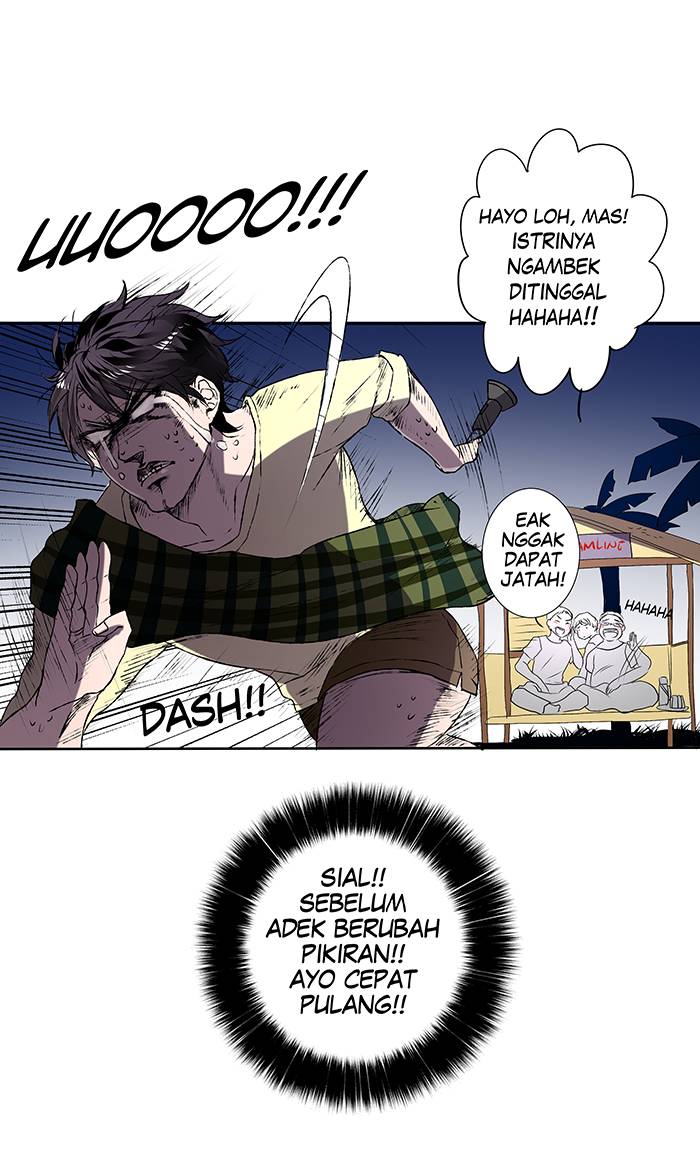 UUOOOO!!!
HAYO LOH, MAS!
ISTRINYA
NGAMBEK
DITINGGAL
HAHAHA!!
EAK
NGGAK
DAPAT
JATAH!
AMLINE
HAHAHA
DASH!!
SIAL!!
SEBELUM
ADEK BERUBAH
PIKIRAN!!
AYO CEPAT
PULANG!!